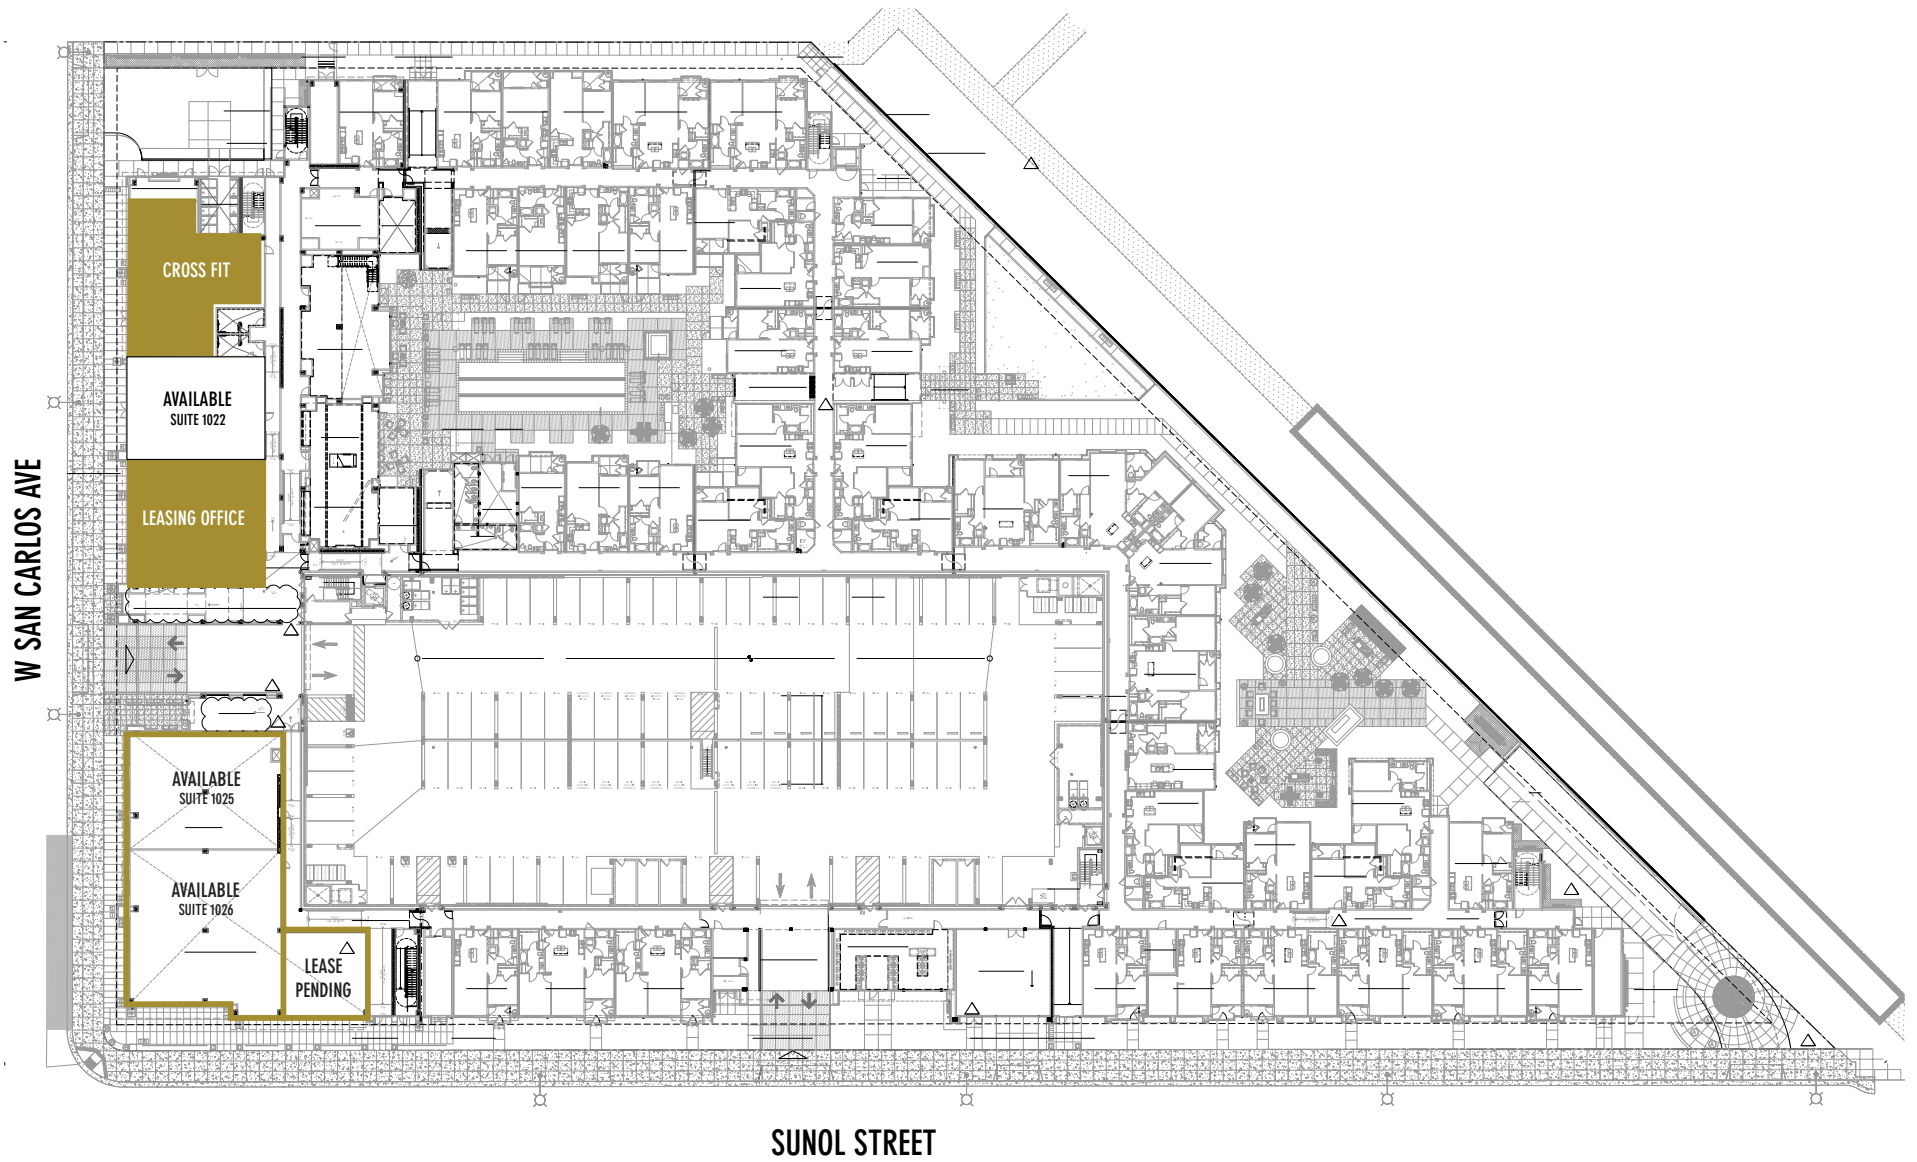 CROSS FIT
AVAILABLE
SUITE 1022
LEASING OFFICE
W SAN CARLOS AVE
AVAILABLE
SUITE 1025
AVAILABLE
SUITE 1026
LEASE
PENDING
SUNOL STREET